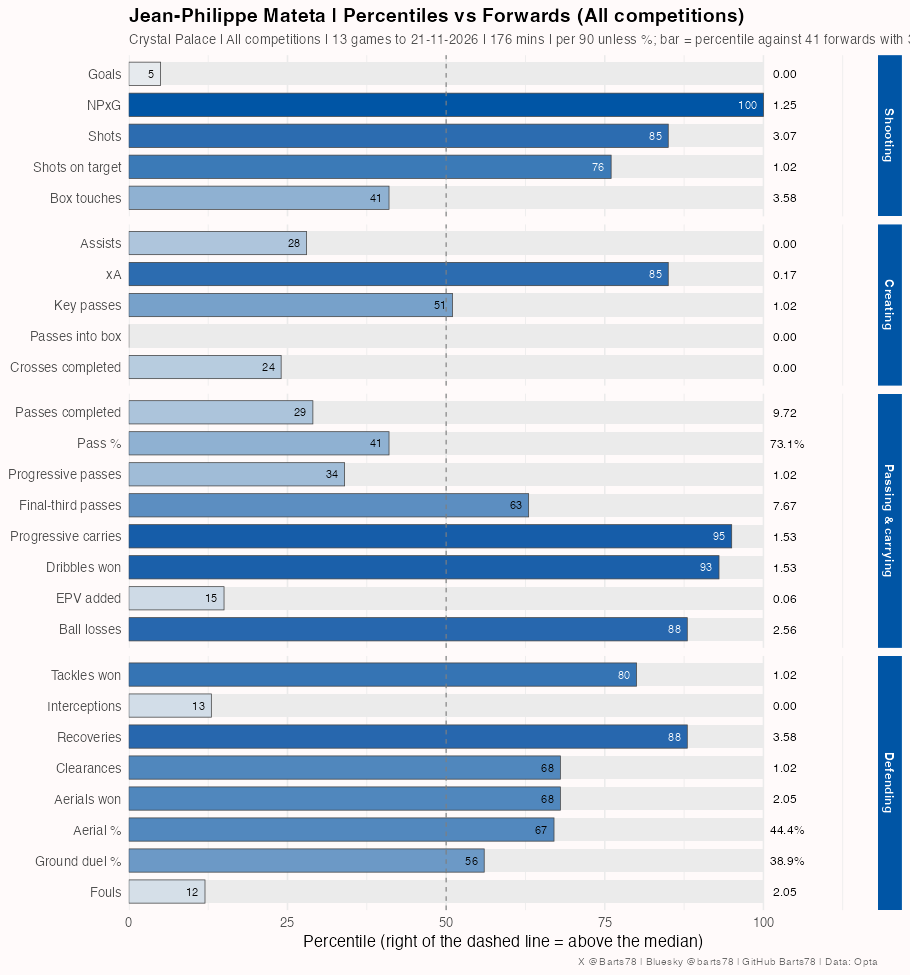 Jean-Philippe Mateta | Percentiles vs Forwards (All competitions)
Crystal Palace | All competitions | 13 games to 21-11-2026 | 176 mins | per 90 unless %; bar = percentile against 41 forwards with
Shooting
Goals 5 0.00
NPxG 100 1.25
Shots 85 3.07
Shots on target 76 1.02
Box touches 41 3.58
Creating
Assists 28 0.00
xA 85 0.17
Key passes 51 1.02
Passes into box 0.00
Crosses completed 24 0.00
Passing & carrying
Passes completed 29 9.72
Pass % 41 73.1%
Progressive passes 34 1.02
Final-third passes 63 7.67
Progressive carries 95 1.53
Dribbles won 93 1.53
EPV added 15 0.06
Ball losses 88 2.56
Defending
Tackles won 80 1.02
Interceptions 13 0.00
Recoveries 88 3.58
Clearances 68 1.02
Aerials won 68 2.05
Aerial % 67 44.4%
Ground duel % 56 38.9%
Fouls 12 2.05
0 25 50 75 100
Percentile (right of the dashed line = above the median)
X @Barts78 | Bluesky @barts78 | GitHub Barts78 | Data: Opta